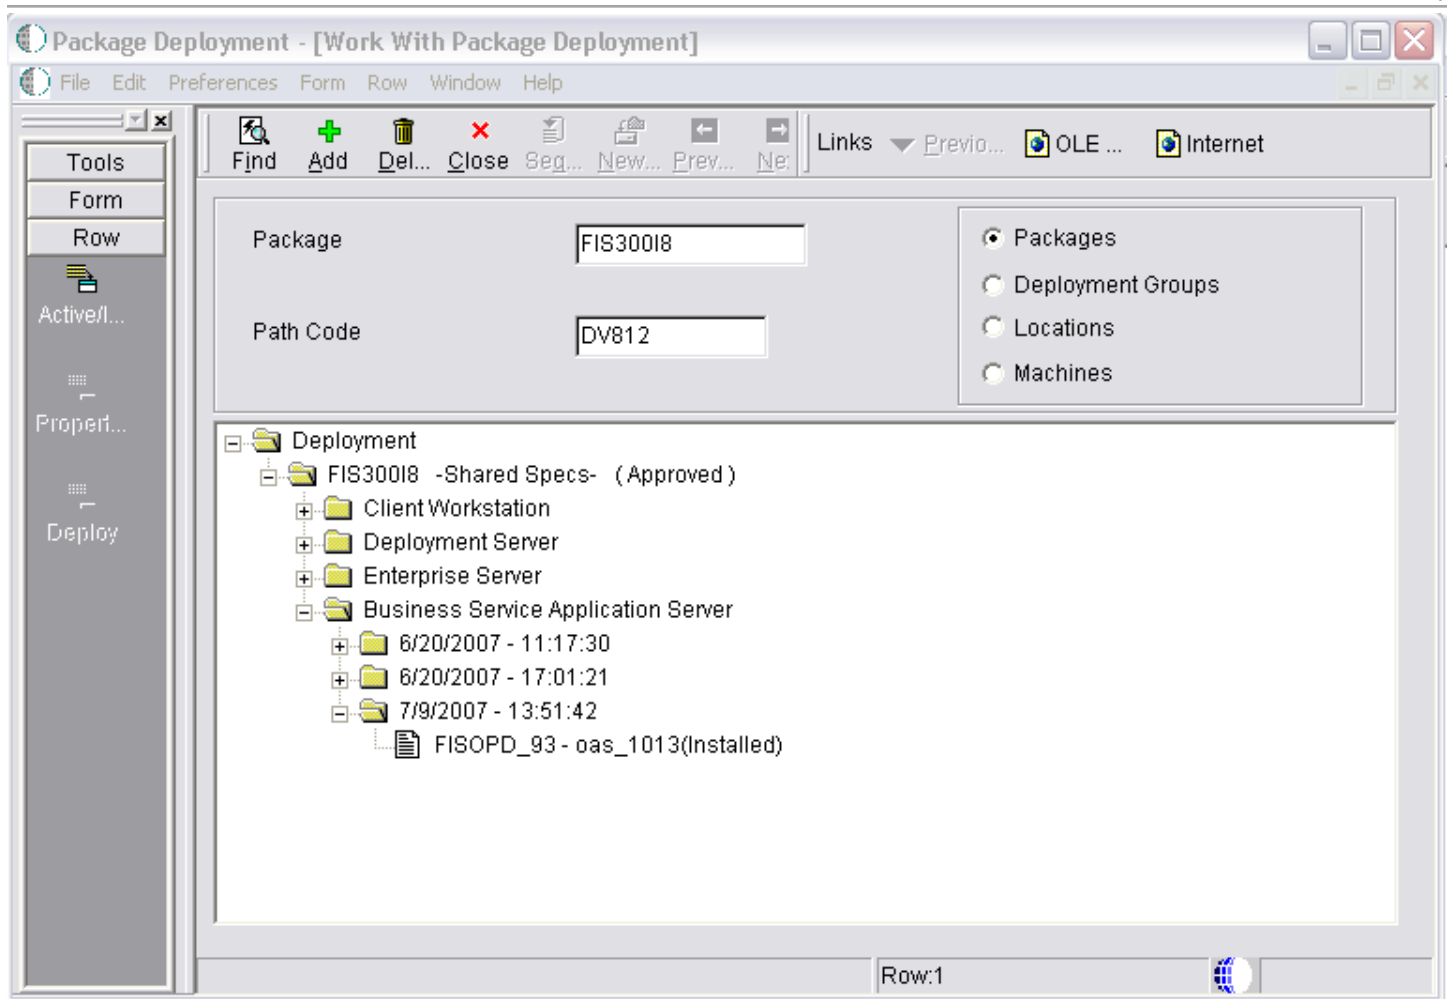 Package Deployment - [Work With Package Deployment]
File Edit Preferences Form Row Window Help
Tools
Form
Row
Active/I...
Propert...
Deploy
Find Add Del... Close Seq... New... Prev... Ne: Links Previo... OLE ... Internet
Package FIS300I8
Path Code DV812
Packages
Deployment Groups
Locations
Machines
Deployment
FIS300I8 -Shared Specs- ( Approved )
Client Workstation
Deployment Server
Enterprise Server
Business Service Application Server
6/20/2007 - 11:17:30
6/20/2007 - 17:01:21
7/9/2007 - 13:51:42
FISOPD_93 - oas_1013(Installed)
Row:1